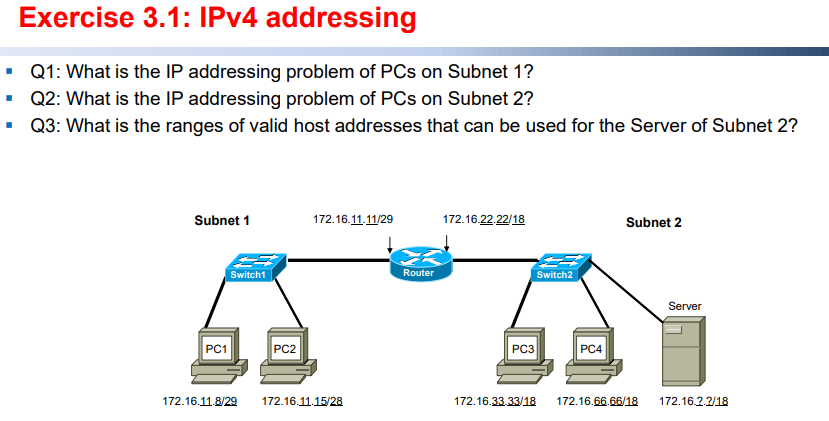 Exercise 3.1: IPv4 addressing
Q1: What is the IP addressing problem of PCs on Subnet 1?
Q2: What is the IP addressing problem of PCs on Subnet 2?
Q3: What is the ranges of valid host addresses that can be used for the Server of Subnet 2?
Subnet 1
172.16.11.11/29
172.16.22.22/18
Subnet 2
Switch1
Router
Switch2
Server
PC1
PC2
PC3
PC4
172.16.11.8/29
172.16.11.15/28
172.16.33.33/18
172.16.66.66/18
172.16.?.?/18